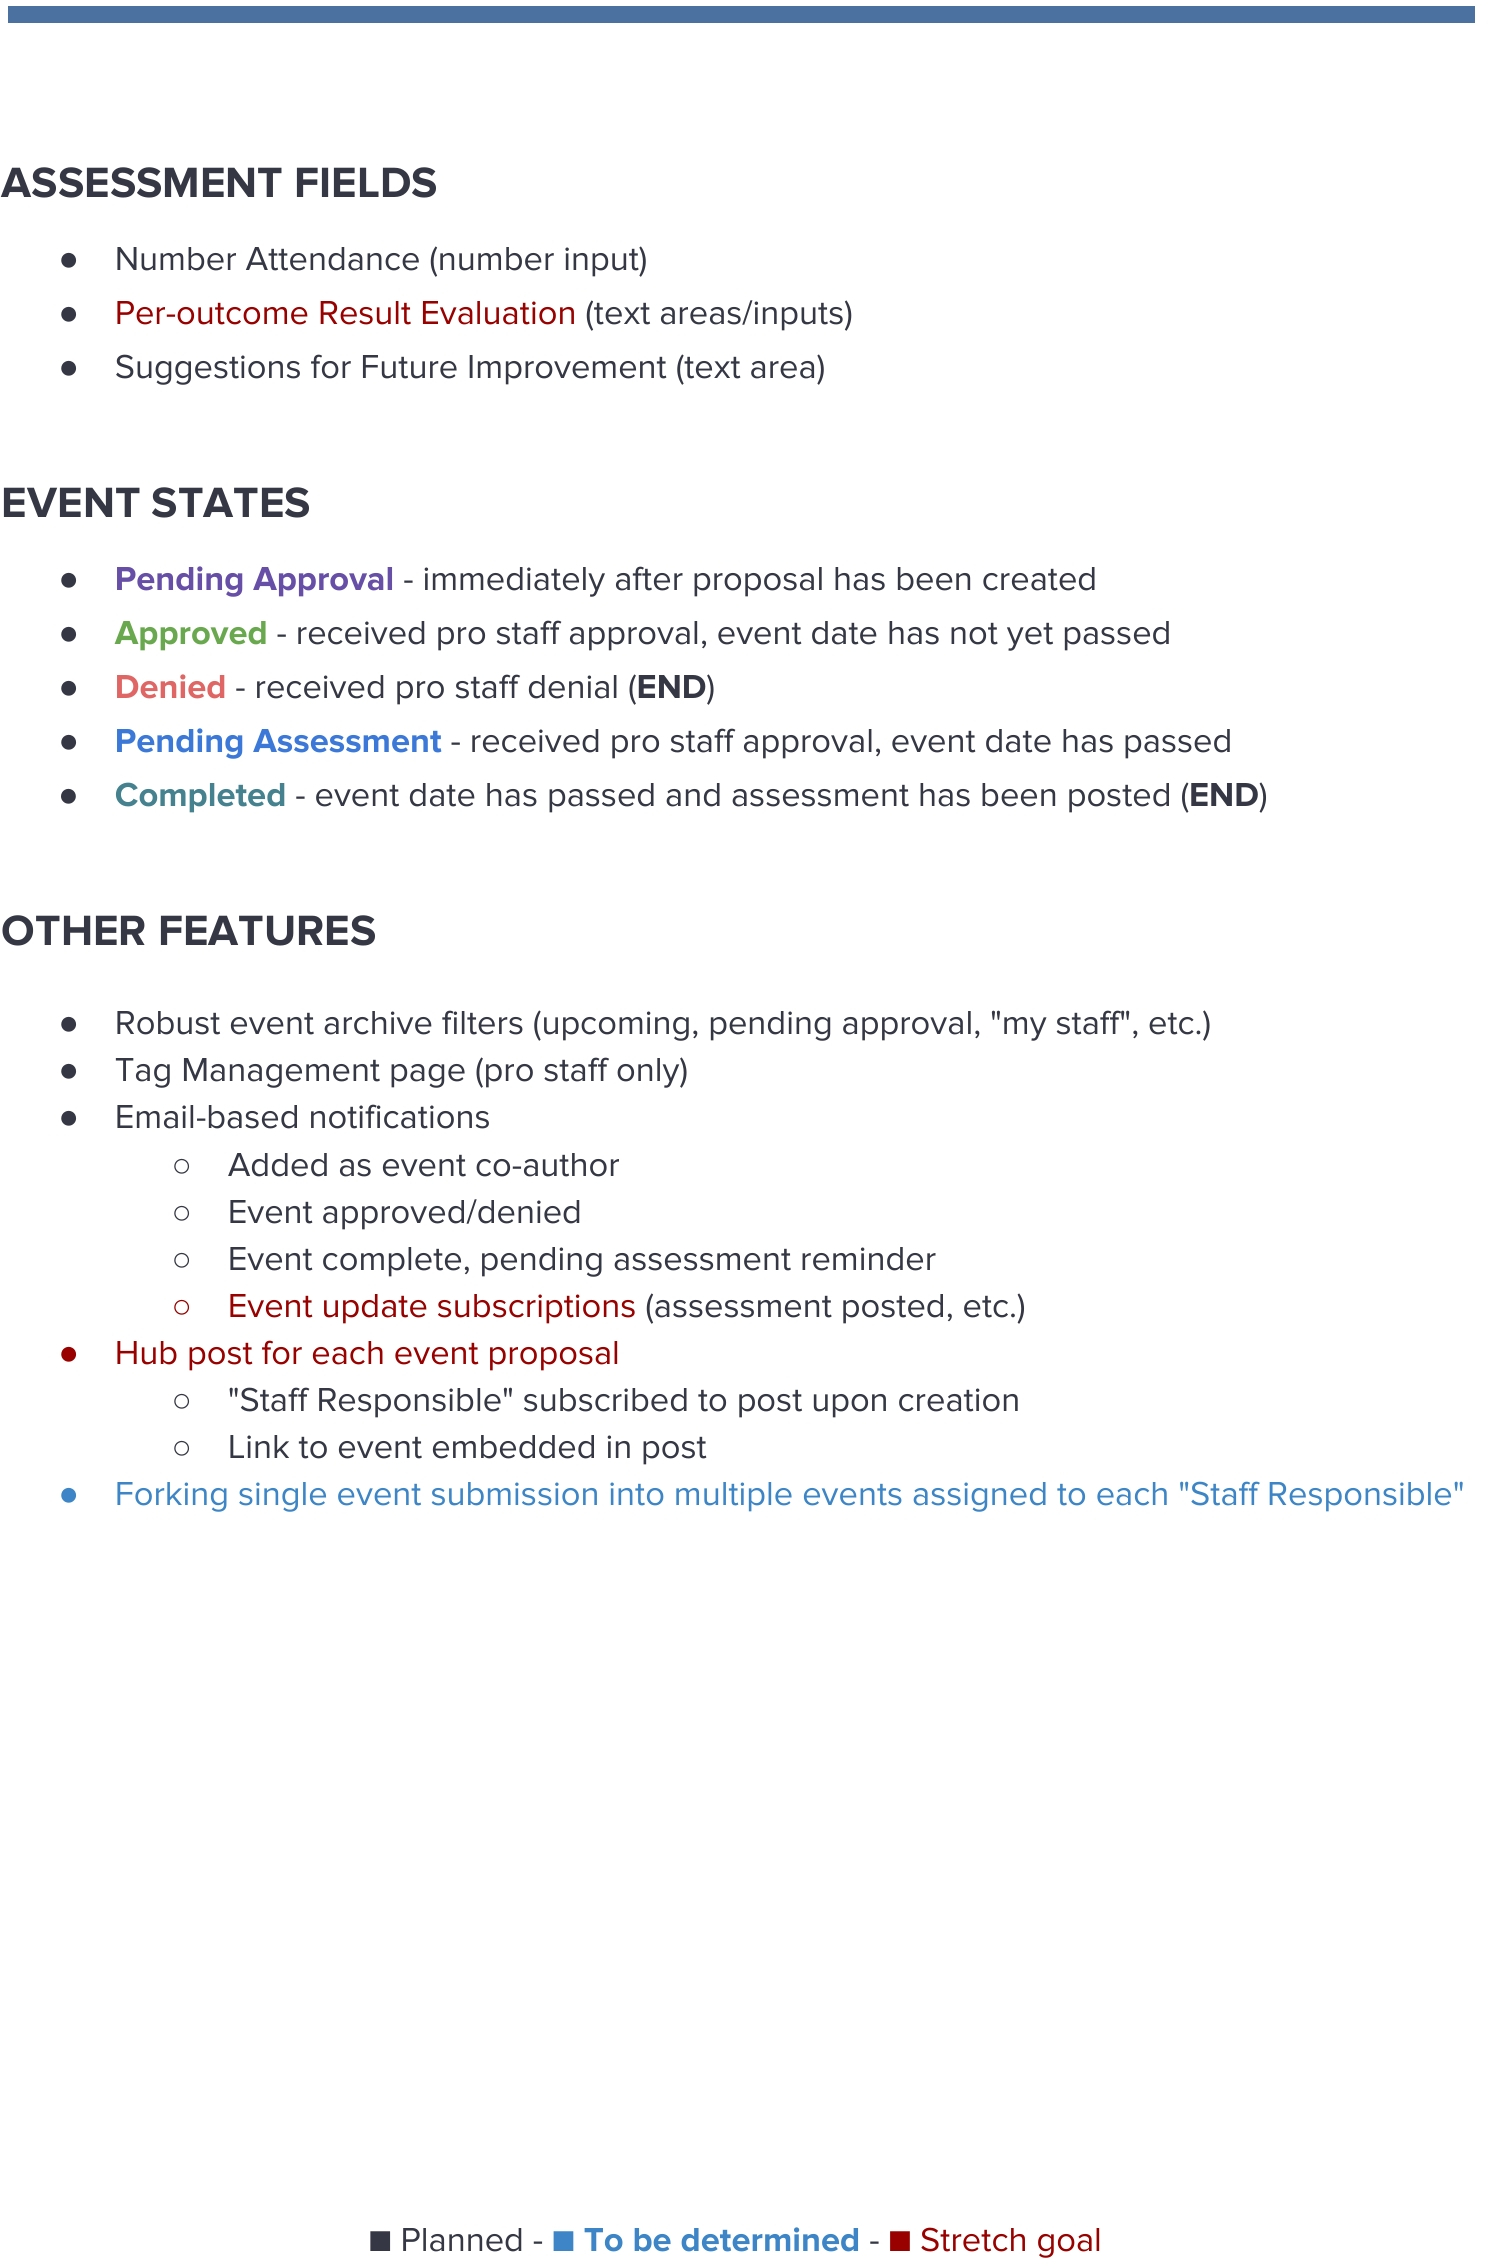 ASSESSMENT FIELDS
● Number Attendance (number input)
● Per-outcome Result Evaluation (text areas/inputs)
● Suggestions for Future Improvement (text area)
EVENT STATES
● Pending Approval - immediately after proposal has been created
● Approved - received pro staff approval, event date has not yet passed
● Denied - received pro staff denial (END)
● Pending Assessment - received pro staff approval, event date has passed
● Completed - event date has passed and assessment has been posted (END)
OTHER FEATURES
● Robust event archive filters (upcoming, pending approval, "my staff", etc.)
● Tag Management page (pro staff only)
● Email-based notifications
○ Added as event co-author
○ Event approved/denied
○ Event complete, pending assessment reminder
○ Event update subscriptions (assessment posted, etc.)
● Hub post for each event proposal
○ "Staff Responsible" subscribed to post upon creation
○ Link to event embedded in post
● Forking single event submission into multiple events assigned to each "Staff Responsible"
■ Planned - ■ To be determined - ■ Stretch goal